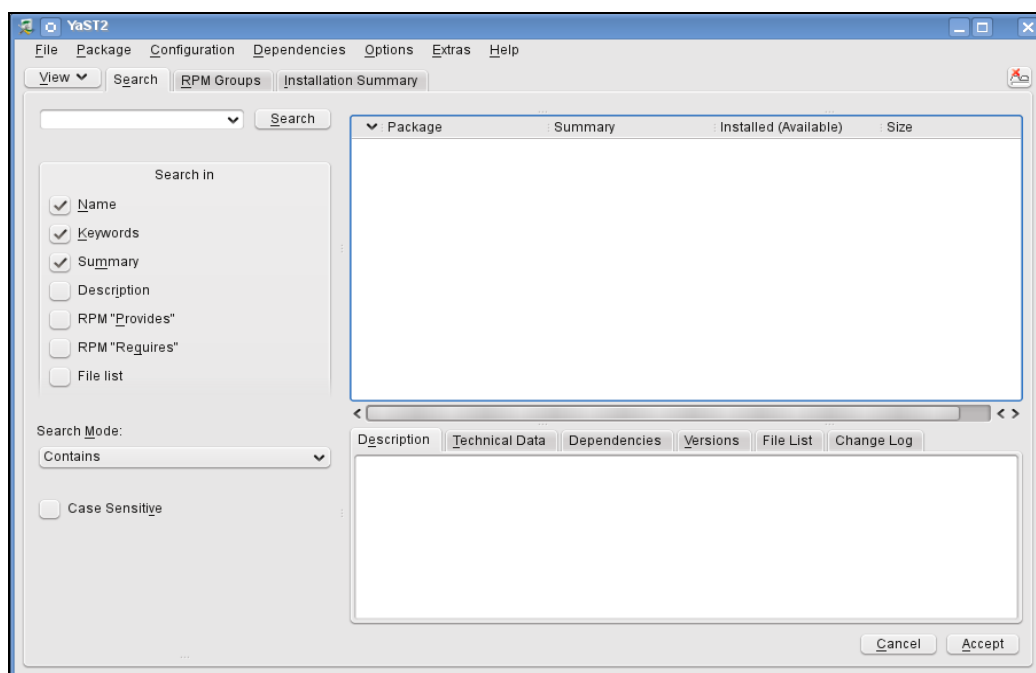 YaST2
File Package Configuration Dependencies Options Extras Help
View Search RPM Groups Installation Summary
Search
Package Summary Installed (Available) Size
Search in
Name
Keywords
Summary
Description
RPM "Provides"
RPM "Requires"
File list
Search Mode:
Contains
Description Technical Data Dependencies Versions File List Change Log
Case Sensitive
Cancel Accept